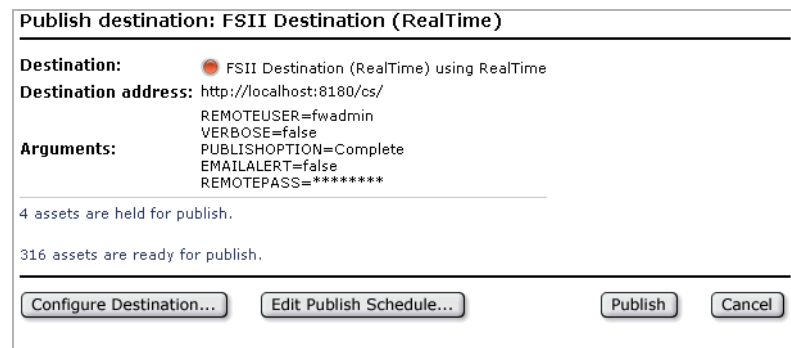 Publish destination: FSII Destination (RealTime)
Destination: FSII Destination (RealTime) using RealTime
Destination address: http://localhost:8180/cs/
Arguments: REMOTEUSER=fwadmin
VERBOSE=false
PUBLISHOPTION=Complete
EMAILALERT=false
REMOTEPASS=********
4 assets are held for publish.
316 assets are ready for publish.
Configure Destination... Edit Publish Schedule... Publish Cancel